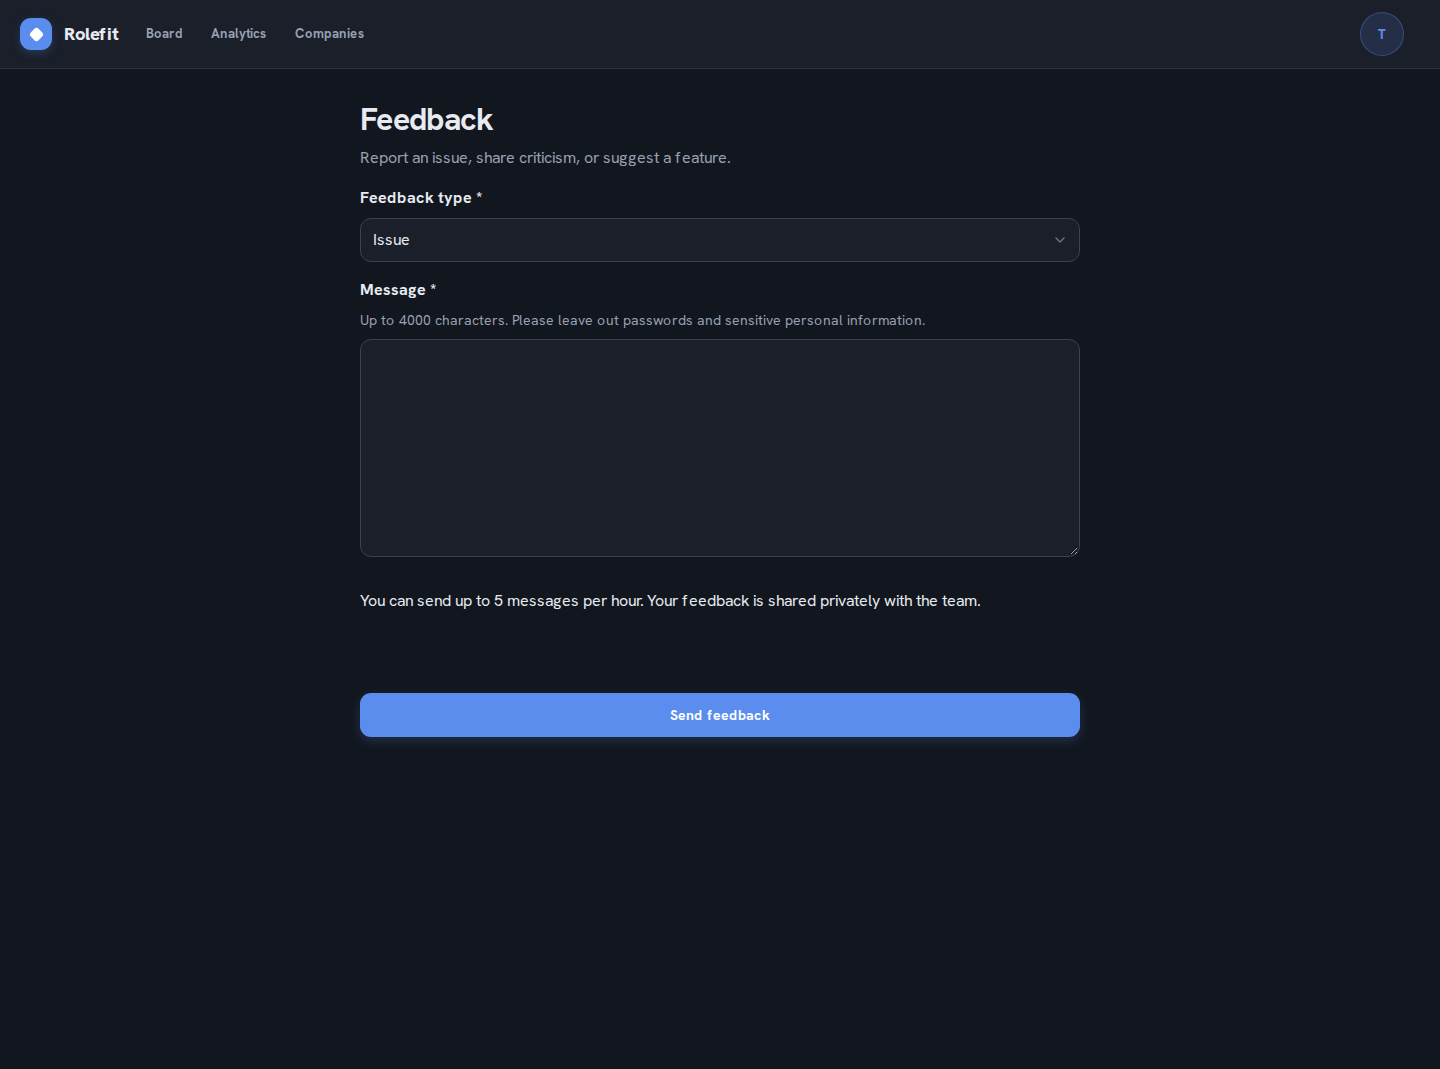 Rolefit
Board
Analytics
Companies
T
Feedback
Report an issue, share criticism, or suggest a feature.
Feedback type *
Issue
Message *
Up to 4000 characters. Please leave out passwords and sensitive personal information.
You can send up to 5 messages per hour. Your feedback is shared privately with the team.
Send feedback